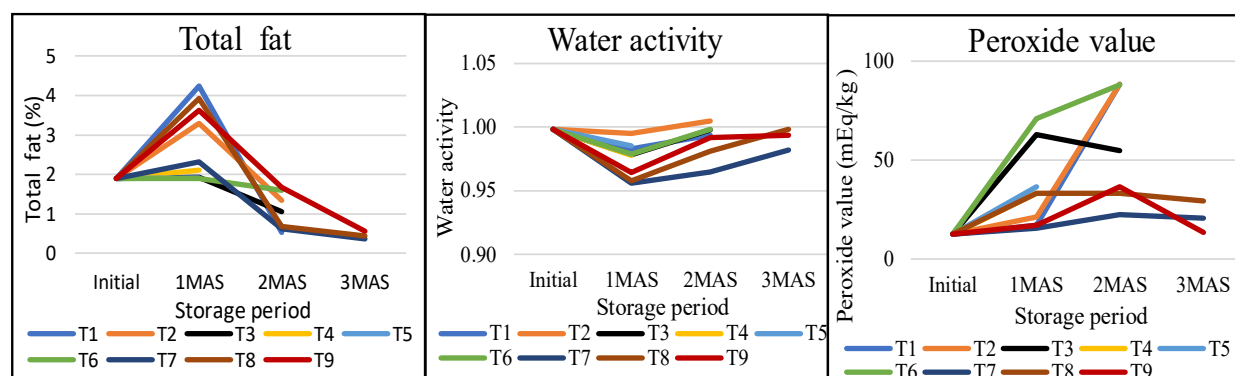 Total fat
Total fat (%)
5
4
3
2
1
0
Initial 1MAS 2MAS 3MAS
Storage period
T1 T2 T3 T4 T5
T6 T7 T8 T9
Water activity
Water activity
1.05
1.00
0.95
0.90
Initial 1MAS 2MAS 3MAS
Storage period
T1 T2 T3 T4 T5
T6 T7 T8 T9
Peroxide value
Peroxide value (mEq/kg )
100
50
0
Initial 1MAS 2MAS 3MAS
Storage period
T1 T2 T3 T4 T5
T6 T7 T8 T9